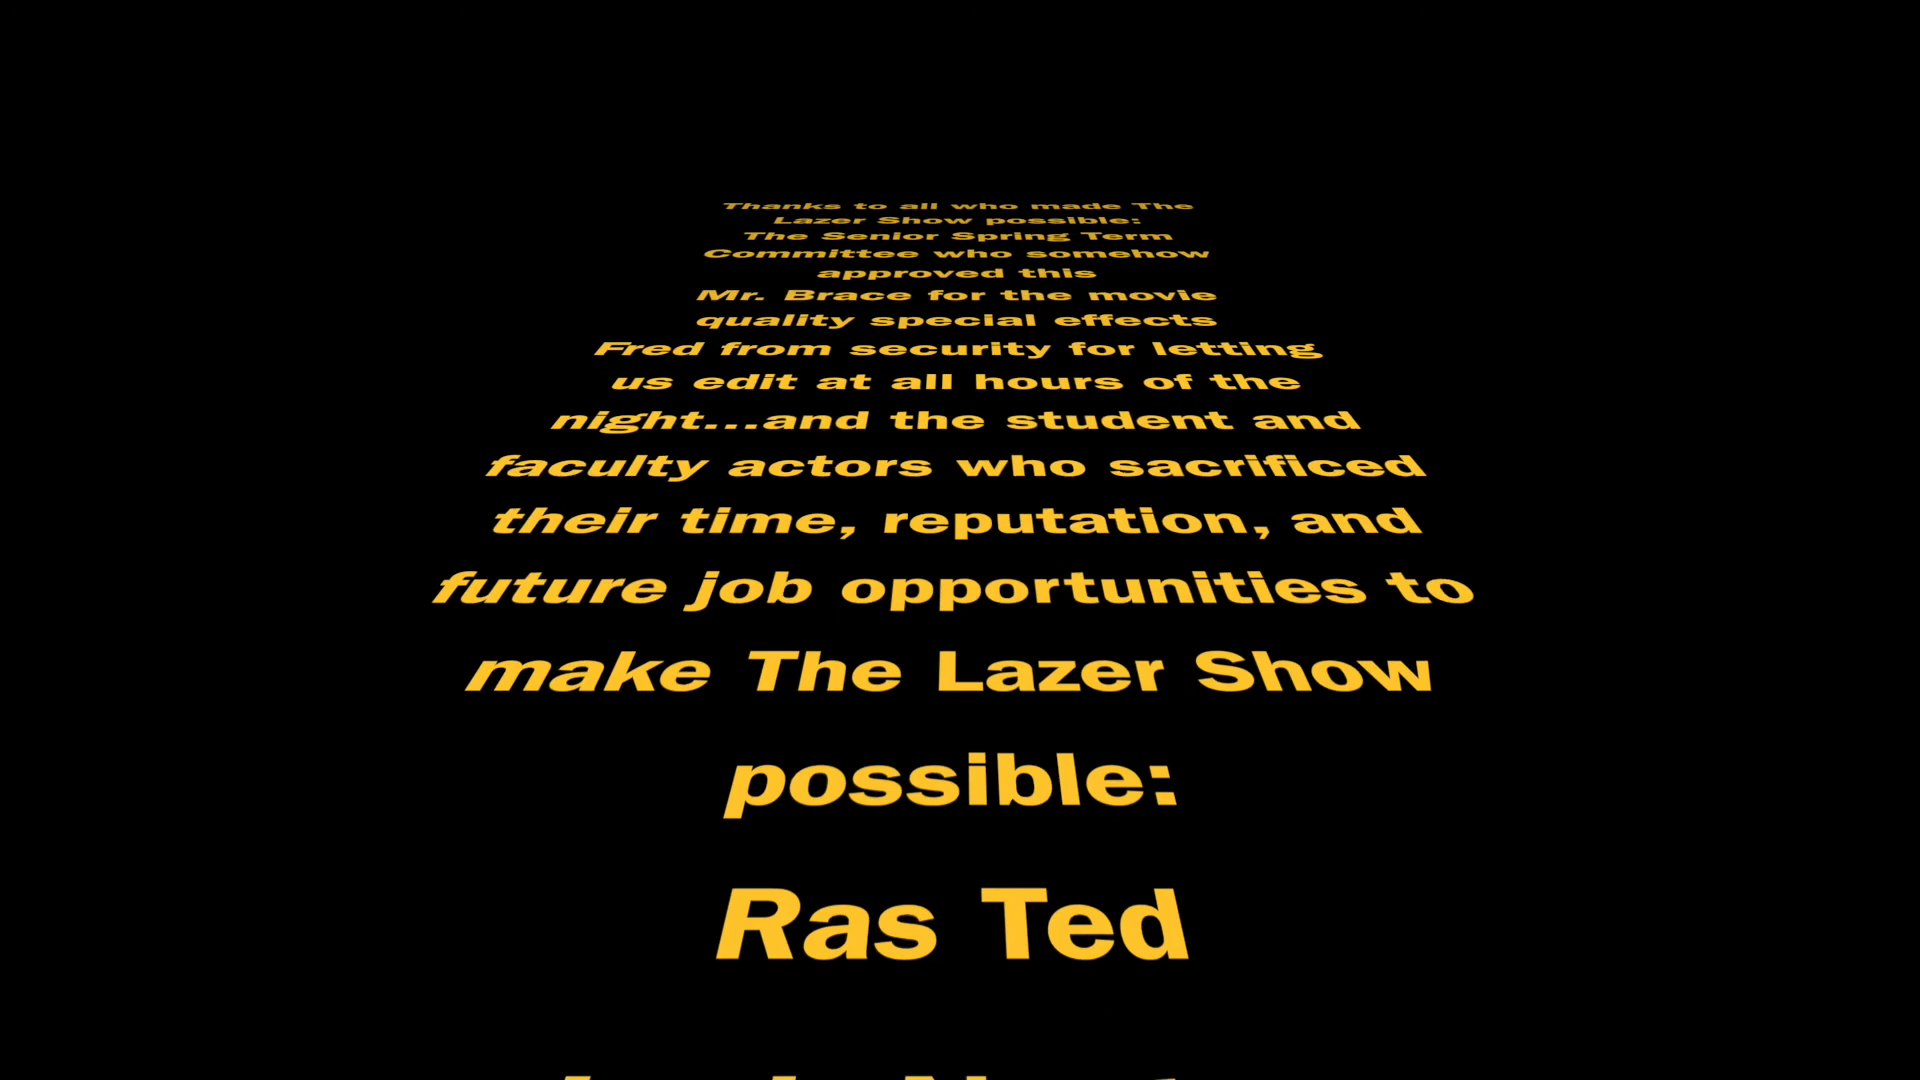 Thanks to all who made The
Lazer Show possible:
The Senior Spring Term
Committee who somehow
approved this
Mr. Brace for the movie
quality special effects
Fred from security for letting
us edit at all hours of the
night...and the student and
faculty actors who sacrificed
their time, reputation, and
future job opportunities to
make The Lazer Show
possible:
Ras Ted